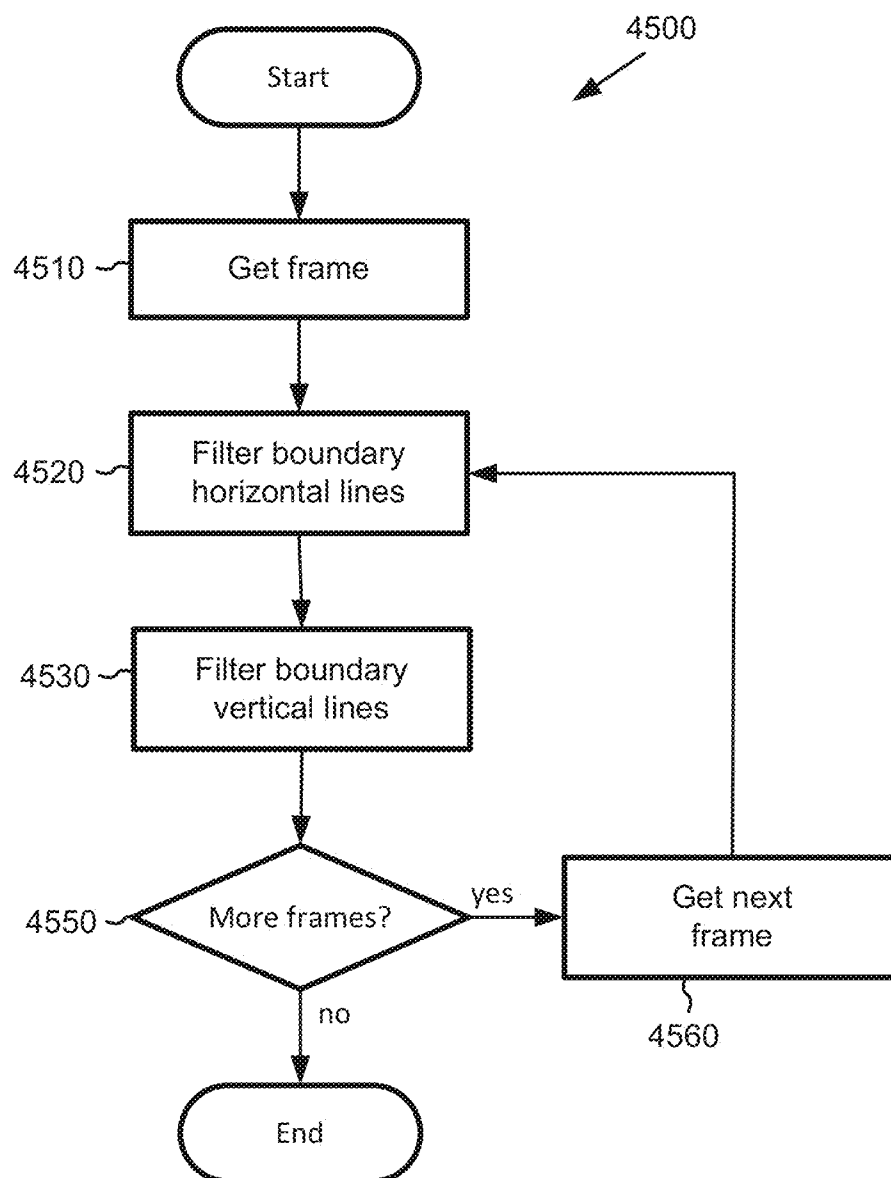 4500
Start
4510
Get frame
4520
Filter boundary
horizontal lines
4530
Filter boundary
vertical lines
4550
More frames?
yes
Get next
frame
4560
no
End